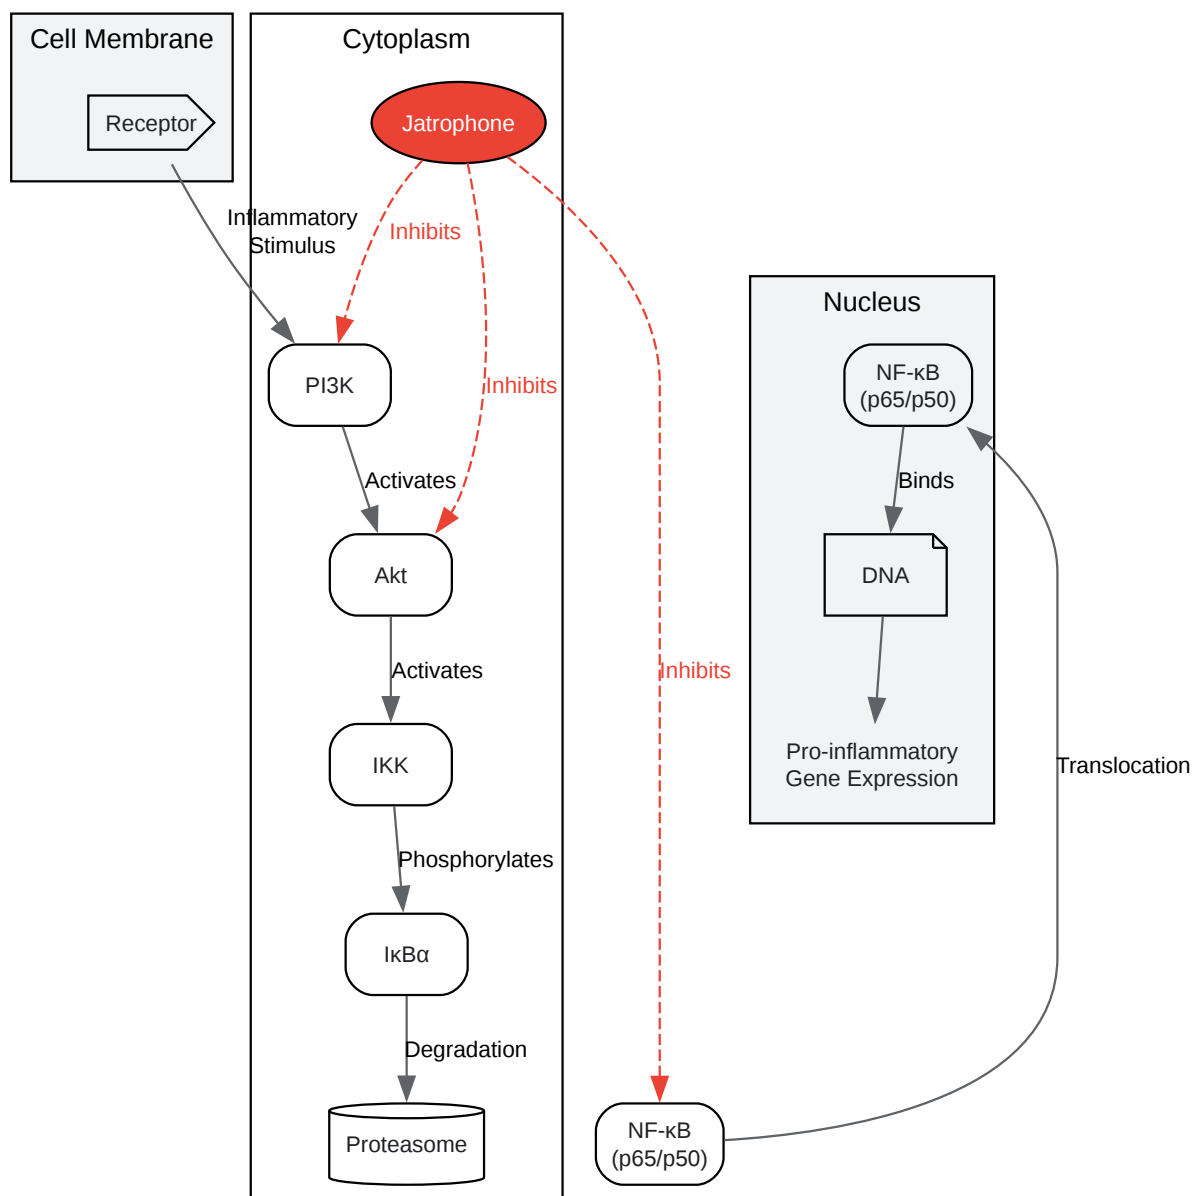 Cell Membrane
Cytoplasm
Receptor
Jatrophone
Inflammatory
Stimulus
Inhibits
Nucleus
PI3K
Inhibits
NF-κB
(p65/p50)
Activates
Binds
Akt
DNA
Activates
Inhibits
IKK
Pro-inflammatory
Gene Expression
Translocation
Phosphorylates
IκBα
Degradation
Proteasome
NF-κB
(p65/p50)